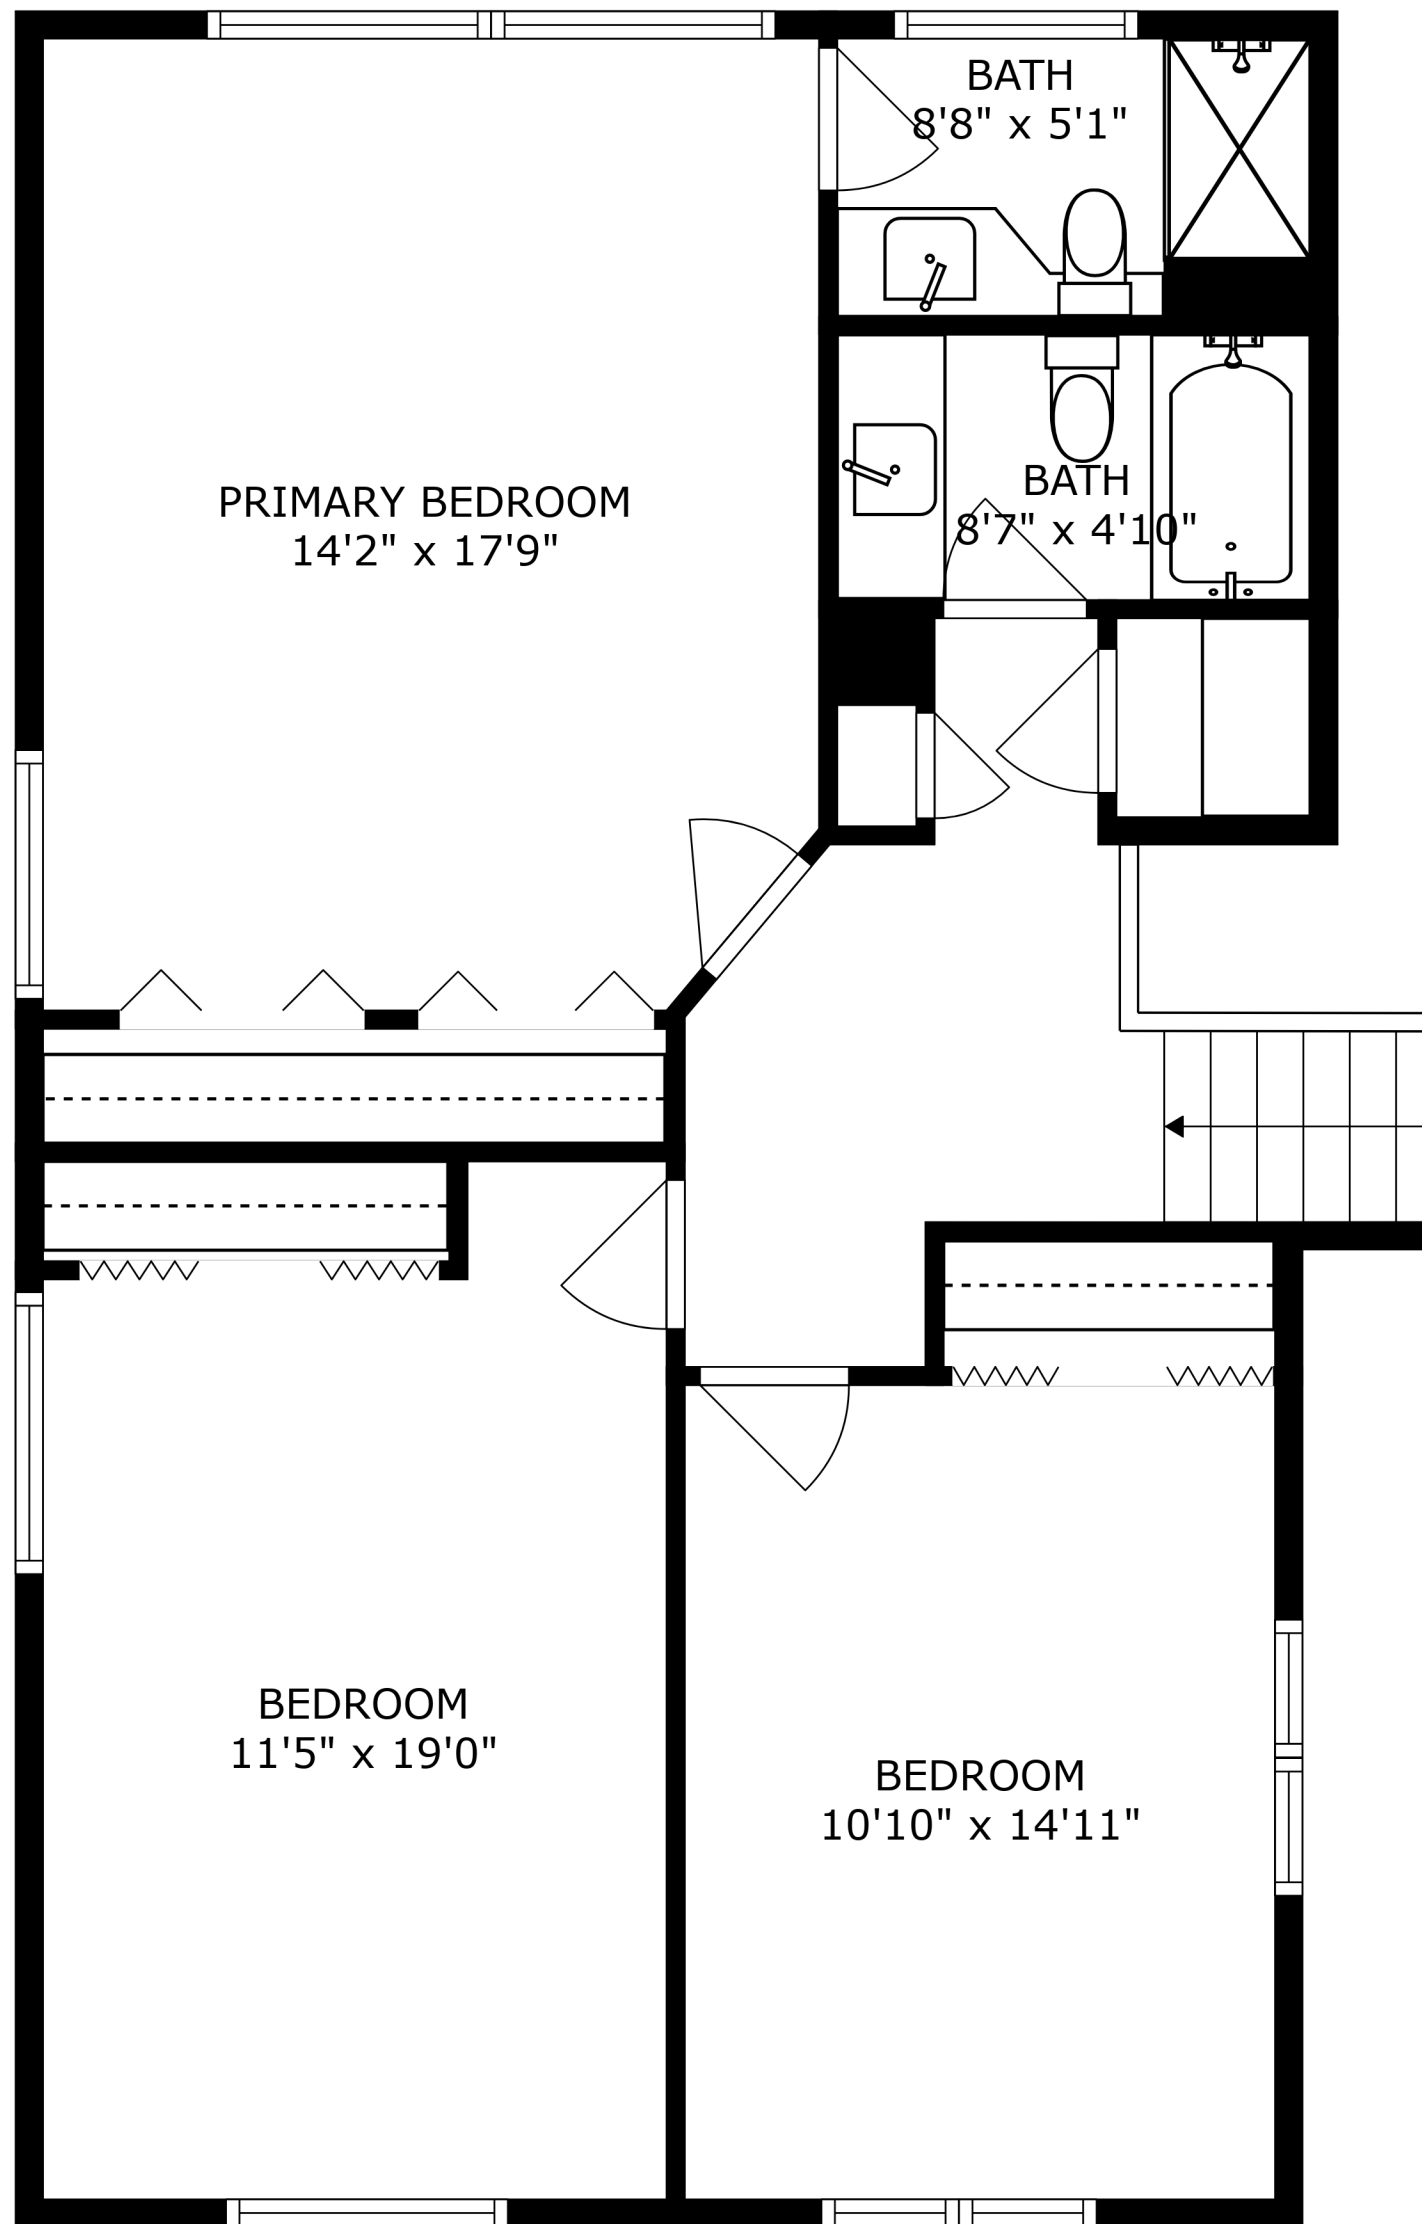 BATH
8'8" x 5'1"
PRIMARY BEDROOM
14'2" x 17'9"
BATH
8'7" x 4'10"
BEDROOM
11'5" x 19'0"
BEDROOM
10'10" x 14'11"